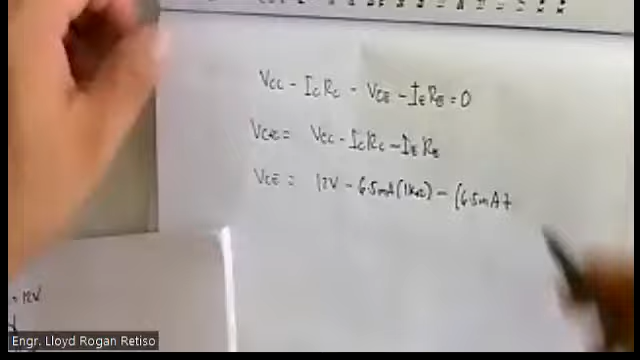 VCC - ICRC - VCE - IERE = 0
VCE = VCC - ICRC - IERE
VCE = 12V - 6.5mA(1kΩ) - (6.5mA +
= 12V
Engr. Lloyd Rogan Retiso